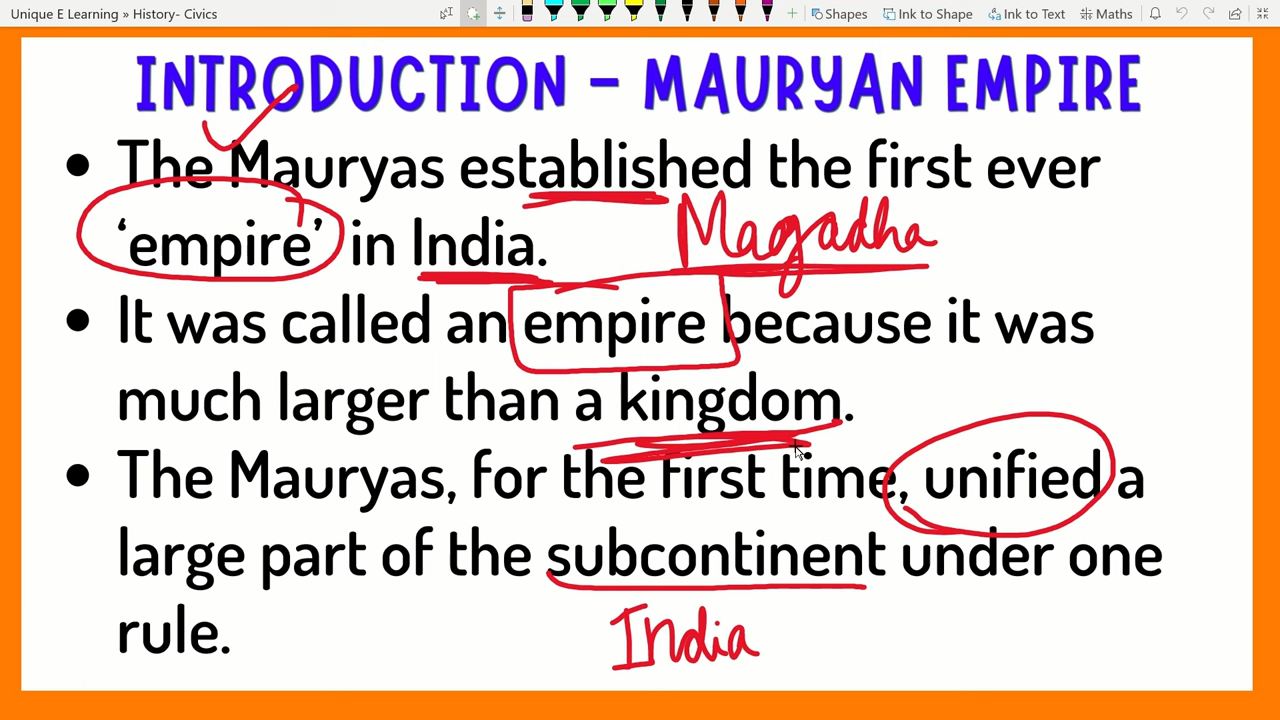 Unique E Learning » History- Civics
Shapes
Ink to Shape
Ink to Text
Maths
INTRODUCTION - MAURYAN EMPIRE
• The Mauryas established the first ever
‘empire’ in India.
Magadha
• It was called an empire because it was
much larger than a kingdom.
• The Mauryas, for the first time, unified a
large part of the subcontinent under one
rule.
India